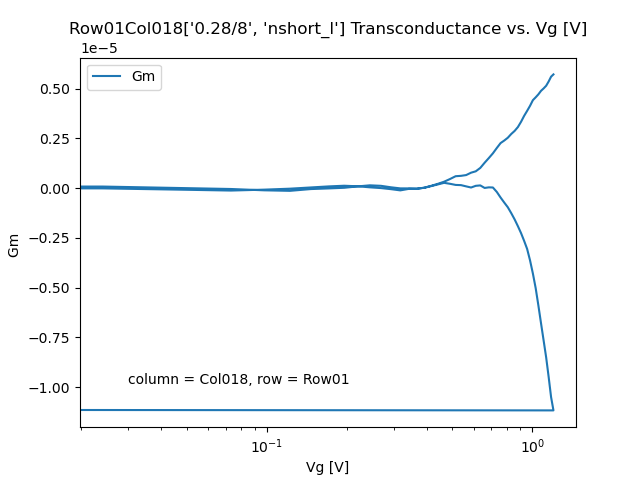 Row01Col018['0.28/8', 'nshort_l'] Transconductance vs. Vg [V]
1e−5
Gm
0.50
0.25
0.00
−0.25
−0.50
−0.75
−1.00
Gm
column = Col018, row = Row01
10⁻¹
10⁰
Vg [V]